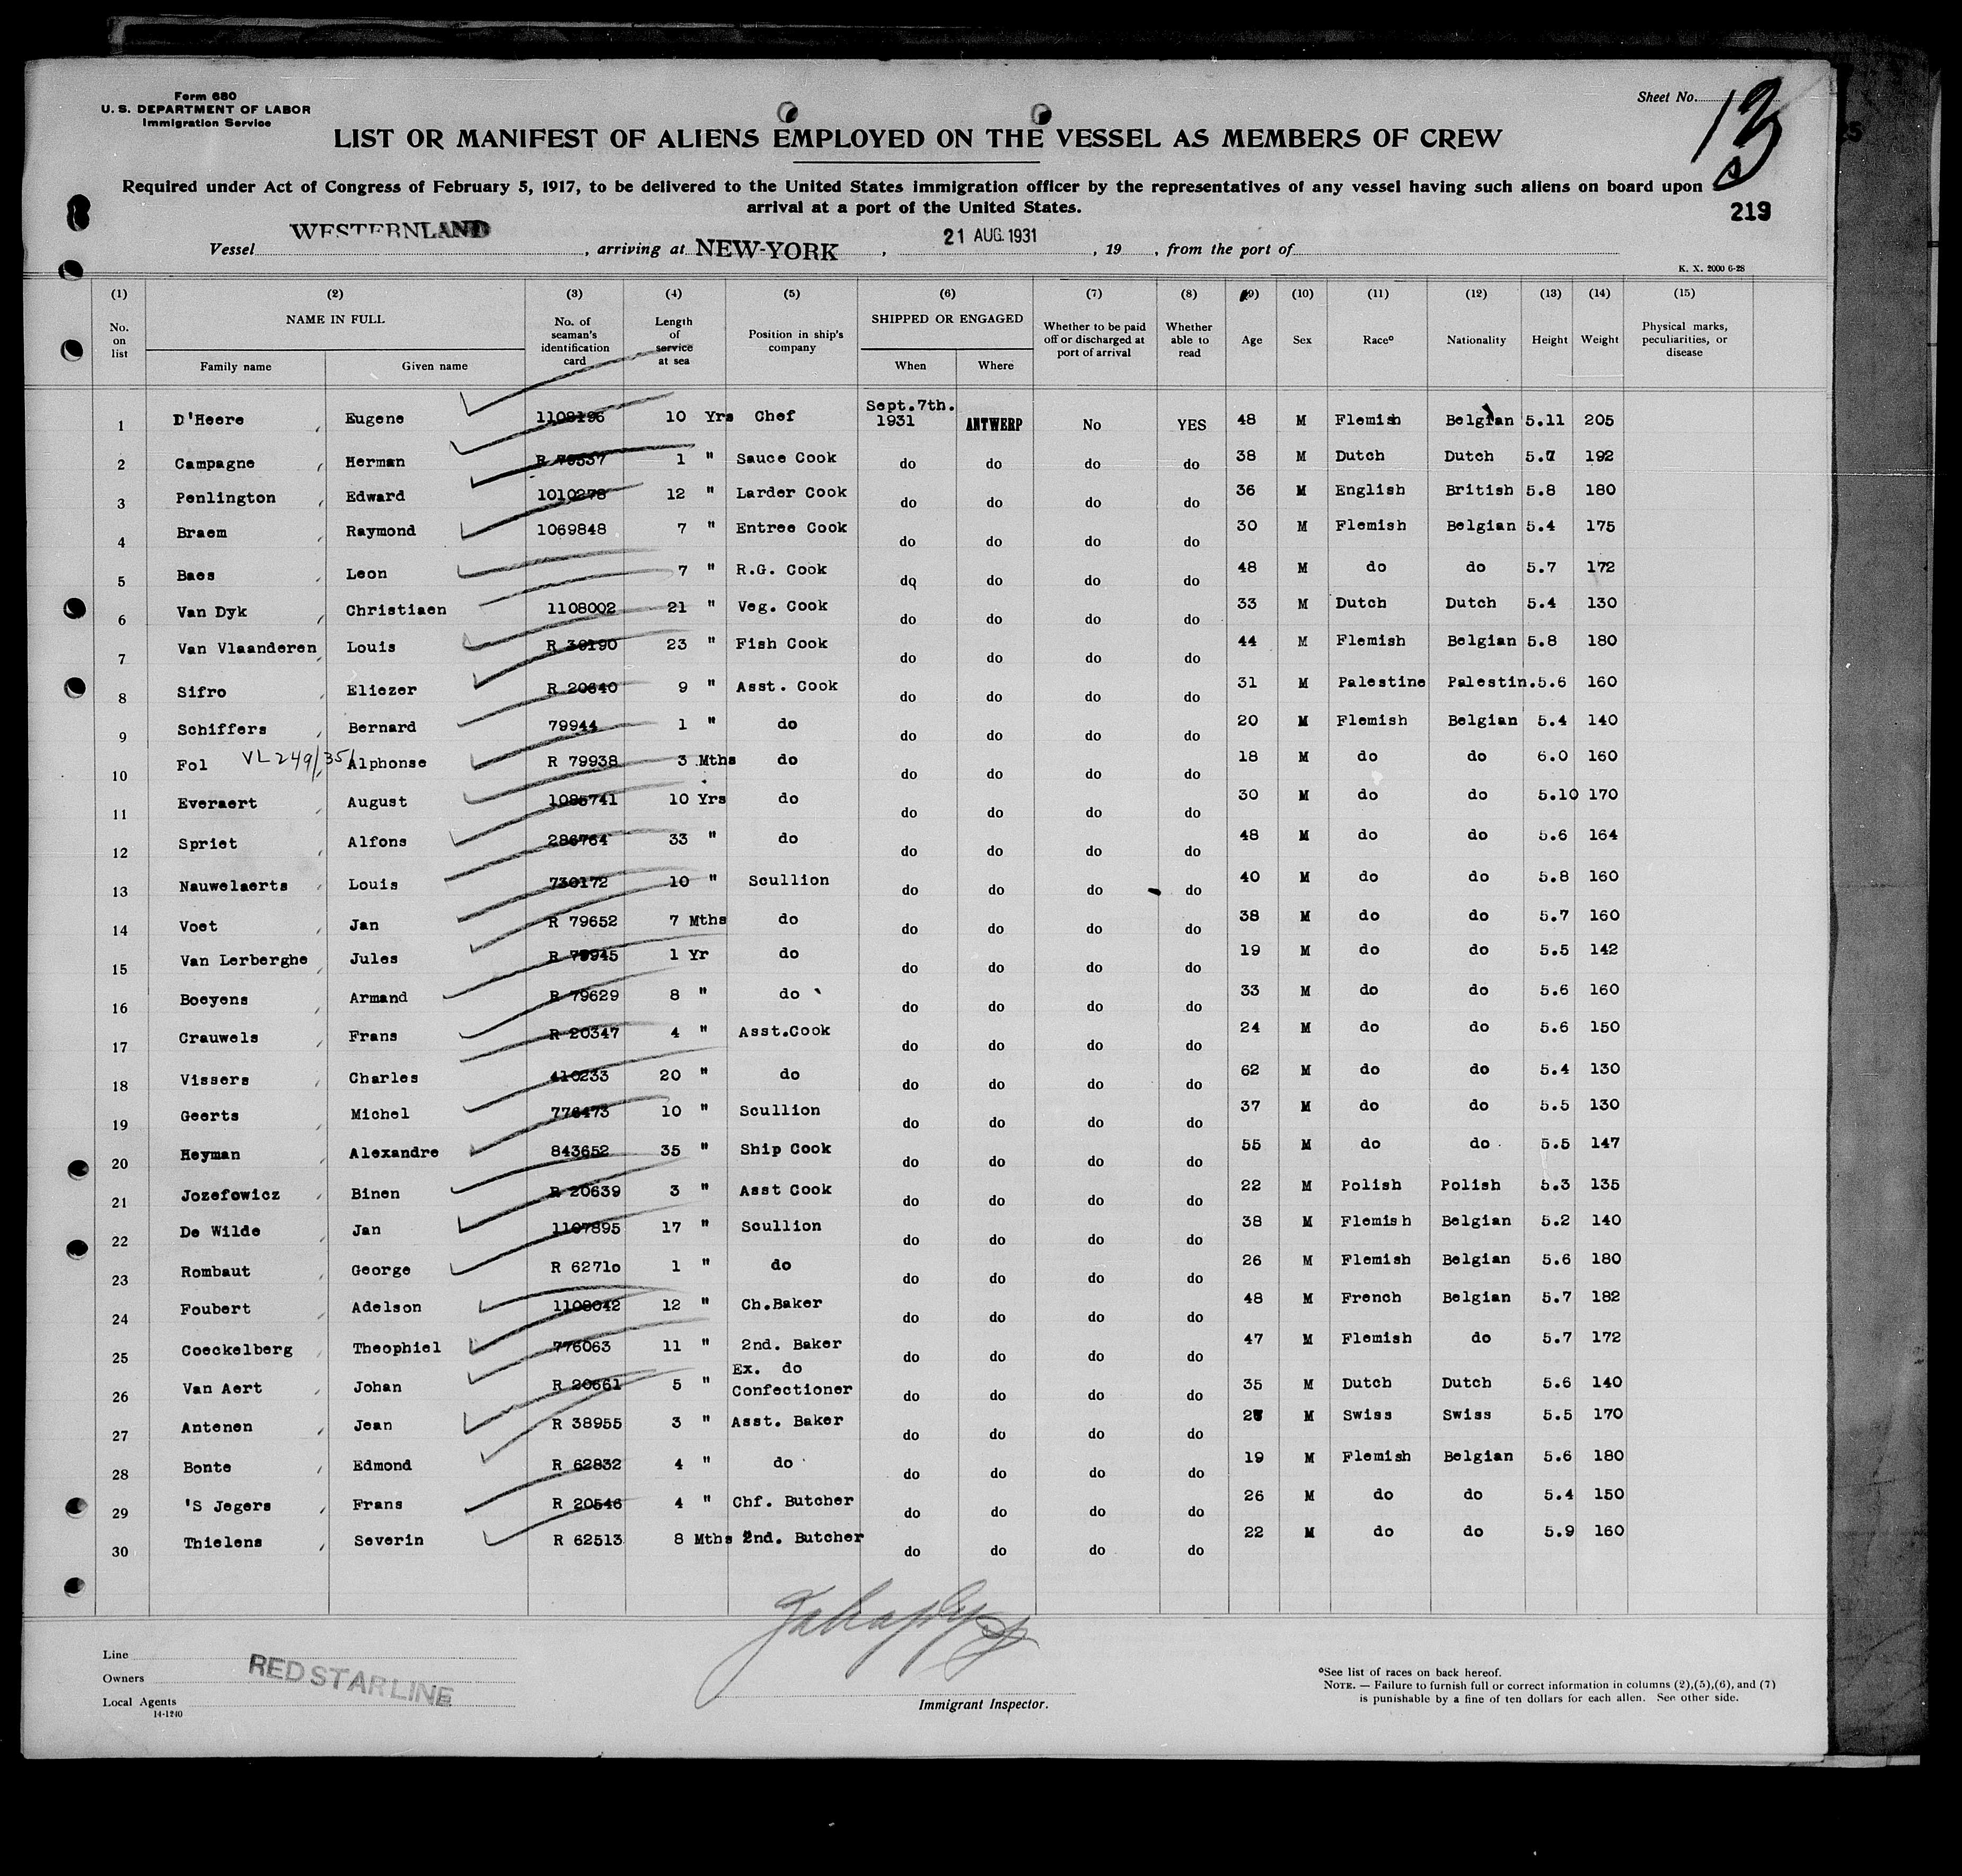 Form 680
U. S. DEPARTMENT OF LABOR
Immigration Service
Sheet No. 13
LIST OR MANIFEST OF ALIENS EMPLOYED ON THE VESSEL AS MEMBERS OF CREW
Required under Act of Congress of February 5, 1917, to be delivered to the United States immigration officer by the representatives of any vessel having such aliens on board upon
arrival at a port of the United States.
219
Vessel WESTERNLAND , arriving at NEW-YORK , 21 AUG. 1931 , 19 , from the port of
K. X. 2000 6-28
(1) (2) (3) (4) (5) (6) (7) (8) (9) (10) (11) (12) (13) (14) (15)
No. on list NAME IN FULL Family name Given name No. of seaman's identification card Length of service at sea Position in ship's company SHIPPED OR ENGAGED When Where Whether to be paid off or discharged at port of arrival Whether able to read Age Sex Race° Nationality Height Weight Physical marks, peculiarities, or disease
1 D'Heere, Eugene 1108196 10 Yrs Chef Sept.7th. 1931 ANTWERP No YES 48 M Flemish Belgian 5.11 205
2 Campagne, Herman R 79537 1 " Sauce Cook do do do do 38 M Dutch Dutch 5.7 192
3 Penlington, Edward 1010278 12 " Larder Cook do do do do 36 M English British 5.8 180
4 Braem, Raymond 1069848 7 " Entree Cook do do do do 30 M Flemish Belgian 5.4 175
5 Baes, Leon 7 " R.G. Cook do do do do 48 M do do 5.7 172
6 Van Dyk, Christiaen 1108002 21 " Veg. Cook do do do do 33 M Dutch Dutch 5.4 130
7 Van Vlaanderen, Louis R 30190 23 " Fish Cook do do do do 44 M Flemish Belgian 5.8 180
8 Sifro, Eliezer R 20640 9 " Asst. Cook do do do do 31 M Palestine Palestin. 5.6 160
9 Schiffers, Bernard 79944 1 " do do do do do 20 M Flemish Belgian 5.4 140
10 Fol VL249/351, Alphonse R 79938 3 Mths do do do do do 18 M do do 6.0 160
11 Everaert, August 1085741 10 Yrs do do do do do 30 M do do 5.10 170
12 Spriet, Alfons 286764 33 " do do do do do 48 M do do 5.6 164
13 Nauwelaerts, Louis 730172 10 " Scullion do do do do 40 M do do 5.8 160
14 Voet, Jan R 79652 7 Mths do do do do do 38 M do do 5.7 160
15 Van Lerberghe, Jules R 79945 1 Yr do do do do do 19 M do do 5.5 142
16 Boeyens, Armand R 79629 8 " do do do do do 33 M do do 5.6 160
17 Crauwels, Frans R 20347 4 " Asst.Cook do do do do 24 M do do 5.6 150
18 Vissers, Charles 410233 20 " do do do do do 62 M do do 5.4 130
19 Geerts, Michel 776473 10 " Scullion do do do do 37 M do do 5.5 130
20 Heyman, Alexandre 843652 35 " Ship Cook do do do do 55 M do do 5.5 147
21 Jozefowicz, Binen R 20639 3 " Asst Cook do do do do 22 M Polish Polish 5.3 135
22 De Wilde, Jan 1107895 17 " Scullion do do do do 38 M Flemish Belgian 5.2 140
23 Rombaut, George R 62710 1 " do do do do do 26 M Flemish Belgian 5.6 180
24 Foubert, Adelson 1108042 12 " Ch.Baker do do do do 48 M French Belgian 5.7 182
25 Coeckelberg, Theophiel 776063 11 " 2nd. Baker do do do do 47 M Flemish do 5.7 172
26 Van Aert, Johan R 20661 5 " Ex. do Confectioner do do do do 35 M Dutch Dutch 5.6 140
27 Antenen, Jean R 38955 3 " Asst. Baker do do do do M Swiss Swiss 5.5 170
28 Bonte, Edmond R 62832 4 " do do do do do 19 M Flemish Belgian 5.6 180
29 'S Jegers, Frans R 20546 4 " Chf. Butcher do do do do 26 M do do 5.4 150
30 Thielens, Severin R 62513 8 Mths 2nd. Butcher do do do do 22 M do do 5.9 160
Line
Owners RED STAR LINE
Local Agents
14-1240
Immigrant Inspector.
°See list of races on back hereof.
NOTE. — Failure to furnish full or correct information in columns (2),(5),(6), and (7)
is punishable by a fine of ten dollars for each alien. See other side.